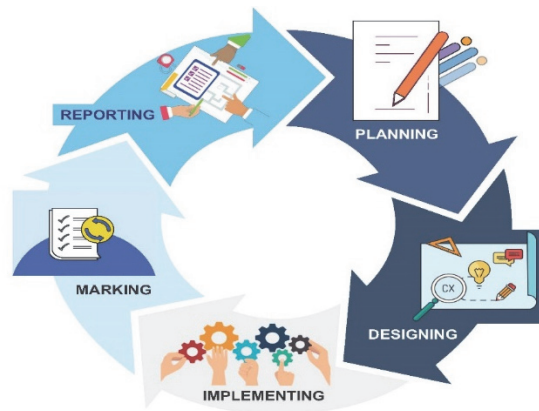 REPORTING
PLANNING
CX
DESIGNING
MARKING
IMPLEMENTING